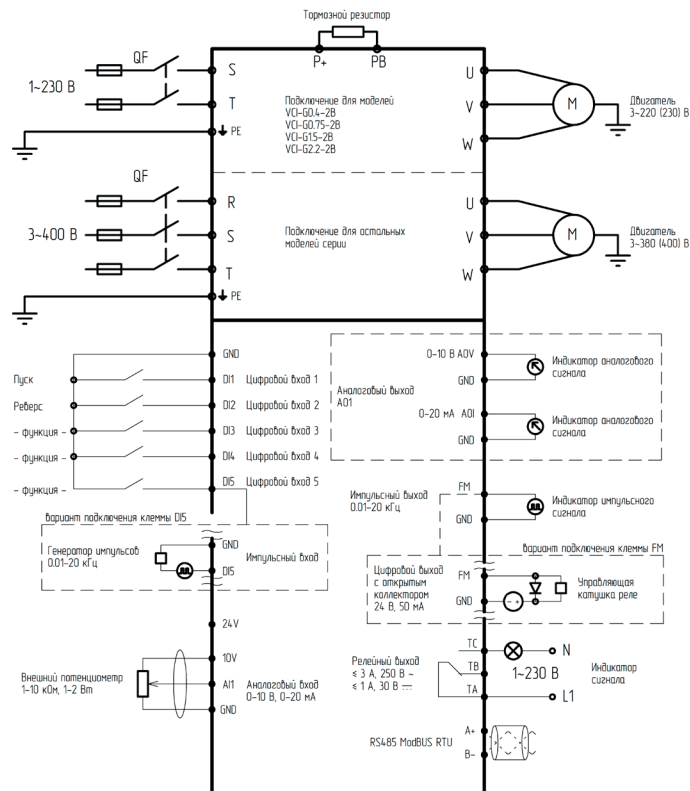 Тормозной резистор
P+ PB
QF
1~230 В
S
T
PE
Подключение для моделей
VCI-G0.4-2B
VCI-G0.75-2B
VCI-G1.5-2B
VCI-G2.2-2B
U
V
W
M
Двигатель
3~220 (230) В
QF
3~400 В
R
S
T
PE
Подключение для остальных
моделей серии
U
V
W
M
Двигатель
3~380 (400) В
GND
Пуск
DI1 Цифровой вход 1
Реверс
DI2 Цифровой вход 2
- функция -
DI3 Цифровой вход 3
- функция -
DI4 Цифровой вход 4
- функция -
DI5 Цифровой вход 5
вариант подключения клеммы DI5
Генератор импульсов
0.01-20 кГц
GND
Импульсный вход
DI5
24V
10V
Внешний потенциометр
1-10 кОм, 1-2 Вт
AI1 Аналоговый вход
0-10 В, 0-20 мА
GND
0-10 В AOV
GND
Индикатор аналогового
сигнала
Аналоговый выход
AO1
0-20 мА AOI
GND
Индикатор аналогового
сигнала
Импульсный выход
0.01-20 кГц
FM
GND
Индикатор импульсного
сигнала
вариант подключения клеммы FM
Цифровой выход
с открытым
коллектором
24 В, 50 мА
FM
GND
- +
Управляющая
катушка реле
Релейный выход
≤ 3 А, 250 В ~
≤ 1 А, 30 В ⎓
TC
TB
TA
N
1~230 В
L1
Индикатор
сигнала
RS485 ModBUS RTU
A+
B-